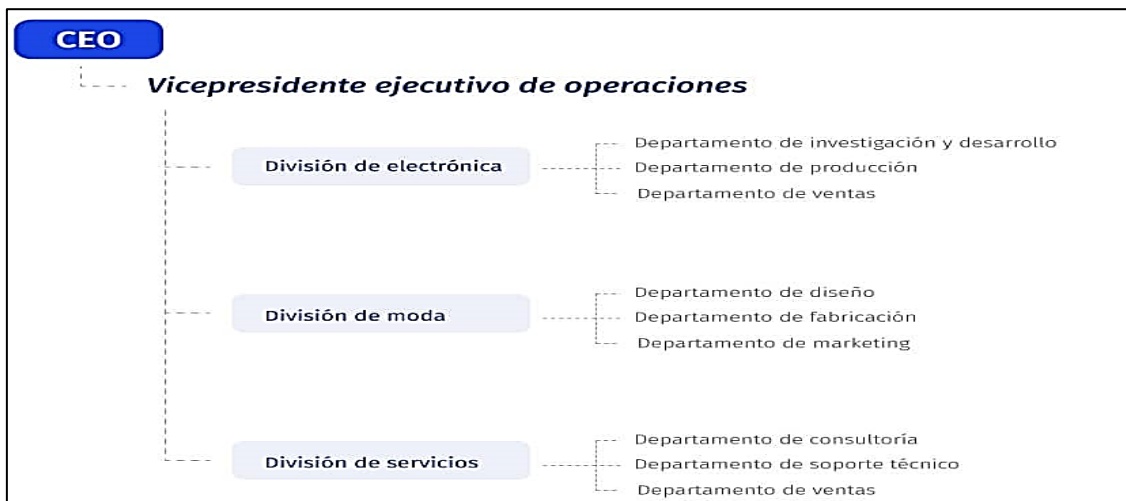 CEO
Vicepresidente ejecutivo de operaciones
División de electrónica
Departamento de investigación y desarrollo
Departamento de producción
Departamento de ventas
División de moda
Departamento de diseño
Departamento de fabricación
Departamento de marketing
División de servicios
Departamento de consultoría
Departamento de soporte técnico
Departamento de ventas